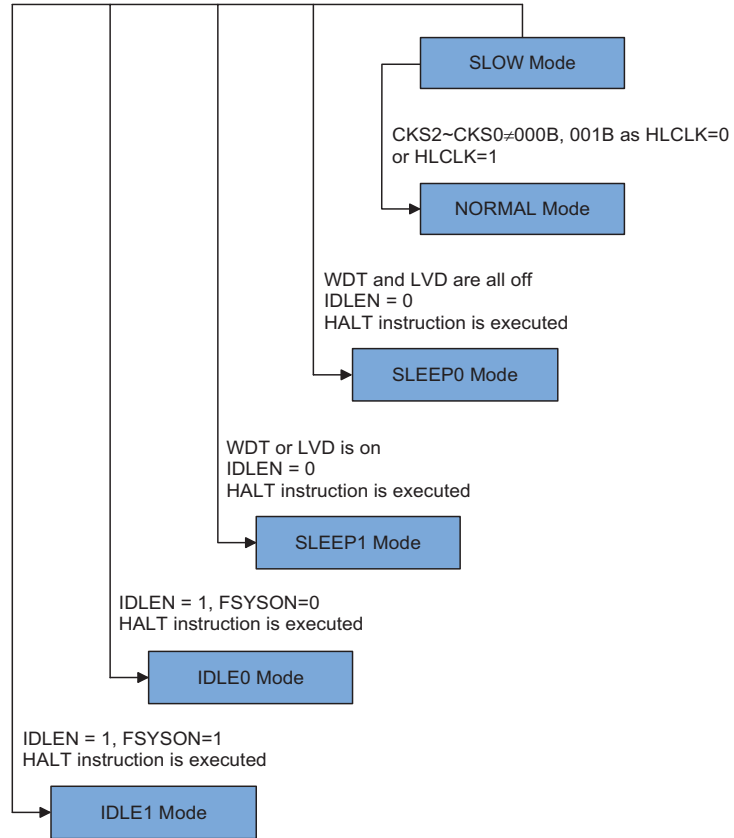 SLOW Mode
CKS2~CKS0≠000B, 001B as HLCLK=0
or HLCLK=1
NORMAL Mode
WDT and LVD are all off
IDLEN = 0
HALT instruction is executed
SLEEP0 Mode
WDT or LVD is on
IDLEN = 0
HALT instruction is executed
SLEEP1 Mode
IDLEN = 1, FSYSON=0
HALT instruction is executed
IDLE0 Mode
IDLEN = 1, FSYSON=1
HALT instruction is executed
IDLE1 Mode